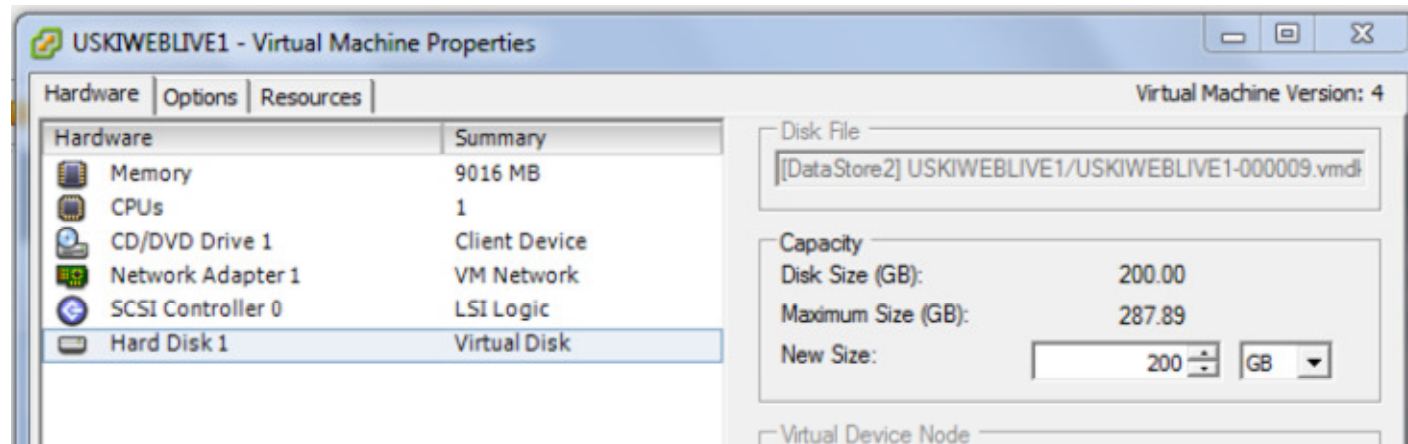 USKIWEBLIVE1 - Virtual Machine Properties
Hardware Options Resources
Virtual Machine Version: 4
Hardware Summary
Memory 9016 MB
CPUs 1
CD/DVD Drive 1 Client Device
Network Adapter 1 VM Network
SCSI Controller 0 LSI Logic
Hard Disk 1 Virtual Disk
Disk File
[DataStore2] USKIWEBLIVE1/USKIWEBLIVE1-000009.vmdk
Capacity
Disk Size (GB): 200.00
Maximum Size (GB): 287.89
New Size: 200 GB
Virtual Device Node